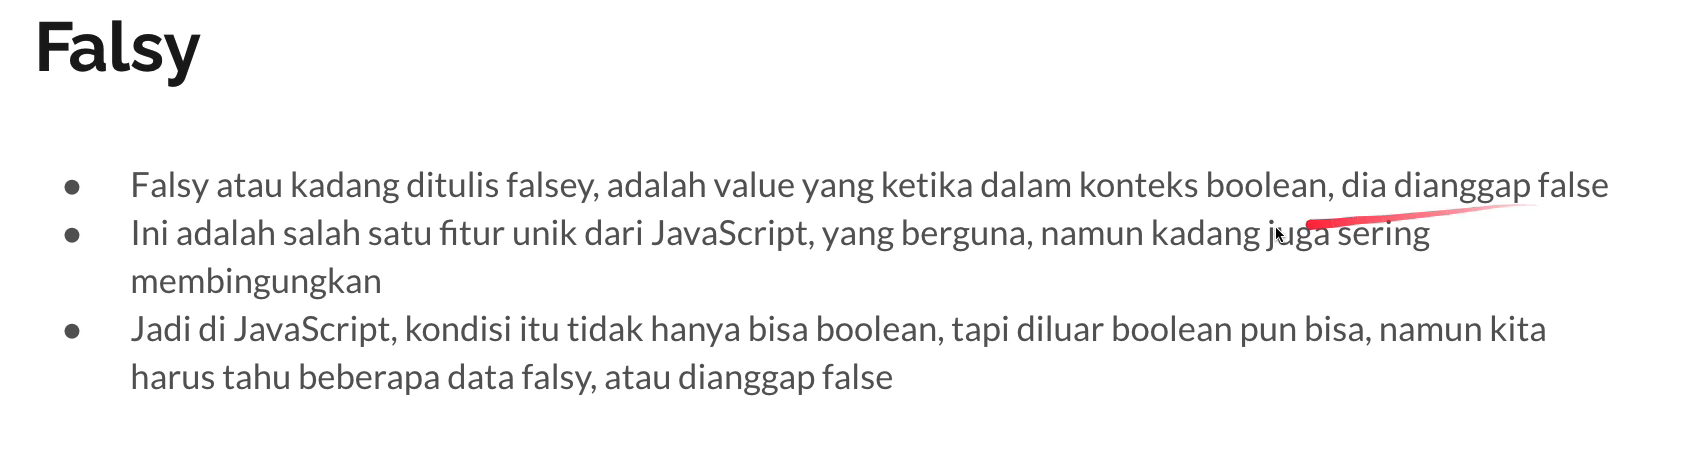 Falsy
● Falsy atau kadang ditulis falsey, adalah value yang ketika dalam konteks boolean, dia dianggap false
● Ini adalah salah satu fitur unik dari JavaScript, yang berguna, namun kadang juga sering
membingungkan
● Jadi di JavaScript, kondisi itu tidak hanya bisa boolean, tapi diluar boolean pun bisa, namun kita
harus tahu beberapa data falsy, atau dianggap false